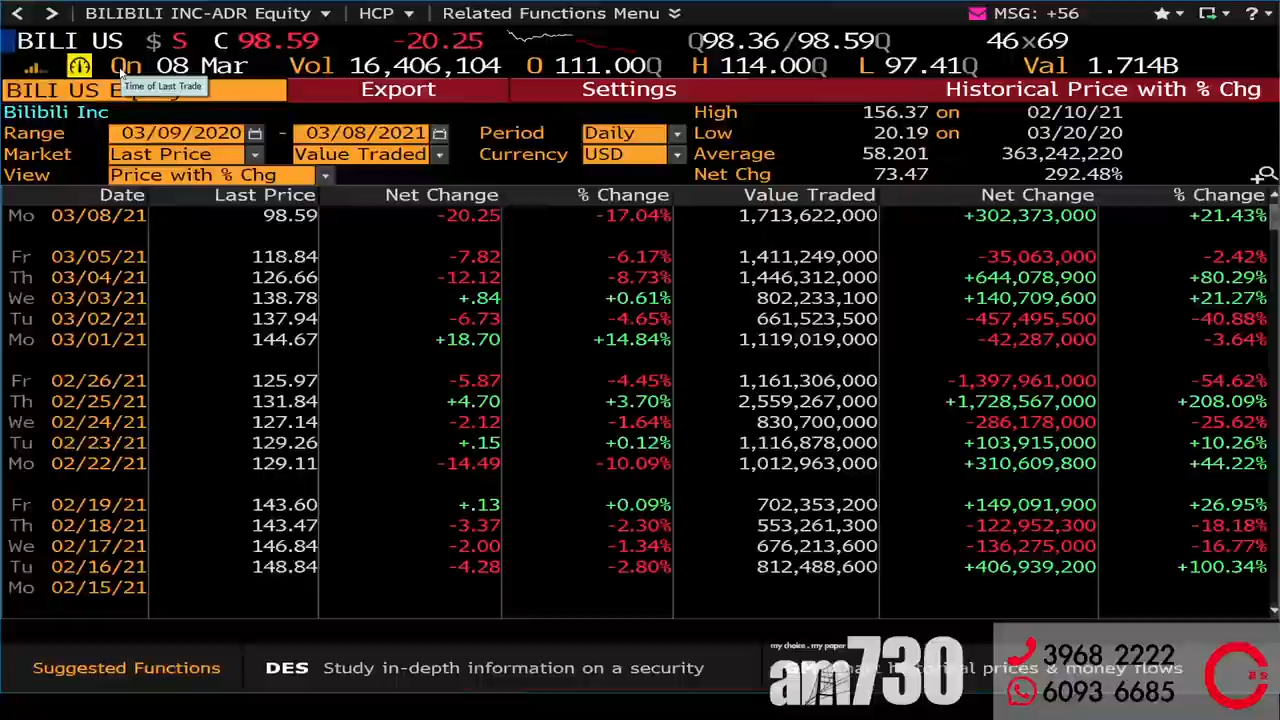 < > BILIBILI INC-ADR Equity HCP Related Functions Menu MSG: +56 ?
BILI US $ S C 98.59 -20.25 Q98.36/98.59Q 46×69
On 08 Mar Vol 16,406,104 O 111.00Q H 114.00Q L 97.41Q Val 1.714B
Time of Last Trade
BILI US E Export Settings Historical Price with % Chg
Bilibili Inc High 156.37 on 02/10/21
Range 03/09/2020 - 03/08/2021 Period Daily Low 20.19 on 03/20/20
Market Last Price Value Traded Currency USD Average 58.201 363,242,220
View Price with % Chg Net Chg 73.47 292.48%
Date Last Price Net Change % Change Value Traded Net Change % Change
Mo 03/08/21 98.59 -20.25 -17.04% 1,713,622,000 +302,373,000 +21.43%
Fr 03/05/21 118.84 -7.82 -6.17% 1,411,249,000 -35,063,000 -2.42%
Th 03/04/21 126.66 -12.12 -8.73% 1,446,312,000 +644,078,900 +80.29%
We 03/03/21 138.78 +.84 +0.61% 802,233,100 +140,709,600 +21.27%
Tu 03/02/21 137.94 -6.73 -4.65% 661,523,500 -457,495,500 -40.88%
Mo 03/01/21 144.67 +18.70 +14.84% 1,119,019,000 -42,287,000 -3.64%
Fr 02/26/21 125.97 -5.87 -4.45% 1,161,306,000 -1,397,961,000 -54.62%
Th 02/25/21 131.84 +4.70 +3.70% 2,559,267,000 +1,728,567,000 +208.09%
We 02/24/21 127.14 -2.12 -1.64% 830,700,000 -286,178,000 -25.62%
Tu 02/23/21 129.26 +.15 +0.12% 1,116,878,000 +103,915,000 +10.26%
Mo 02/22/21 129.11 -14.49 -10.09% 1,012,963,000 +310,609,800 +44.22%
Fr 02/19/21 143.60 +.13 +0.09% 702,353,200 +149,091,900 +26.95%
Th 02/18/21 143.47 -3.37 -2.30% 553,261,300 -122,952,300 -18.18%
We 02/17/21 146.84 -2.00 -1.34% 676,213,600 -136,275,000 -16.77%
Tu 02/16/21 148.84 -4.28 -2.80% 812,488,600 +406,939,200 +100.34%
Mo 02/15/21
my choice . my paper
am730
Suggested Functions DES Study in-depth information on a security prices & money flows
3968 2222
6093 6685